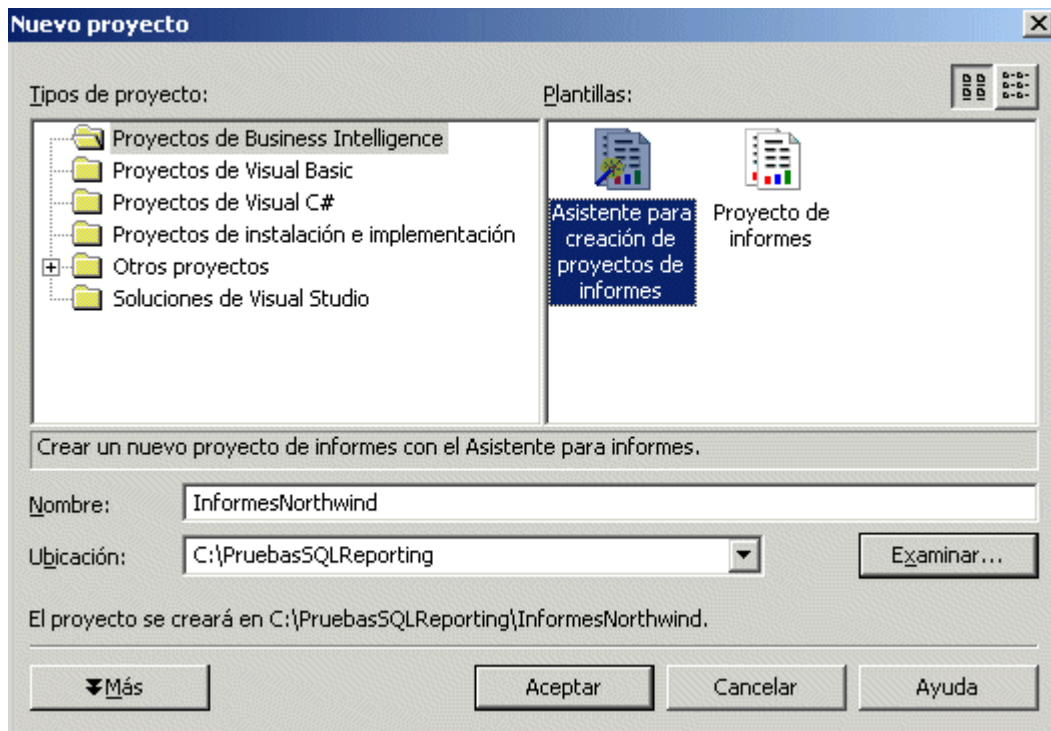 Nuevo proyecto
Tipos de proyecto:
Plantillas:
Proyectos de Business Intelligence
Proyectos de Visual Basic
Proyectos de Visual C#
Proyectos de instalación e implementación
Otros proyectos
Soluciones de Visual Studio
Asistente para
creación de
proyectos de
informes
Proyecto de
informes
Crear un nuevo proyecto de informes con el Asistente para informes.
Nombre:
InformesNorthwind
Ubicación:
C:\PruebasSQLReporting
Examinar...
El proyecto se creará en C:\PruebasSQLReporting\InformesNorthwind.
Más
Aceptar
Cancelar
Ayuda